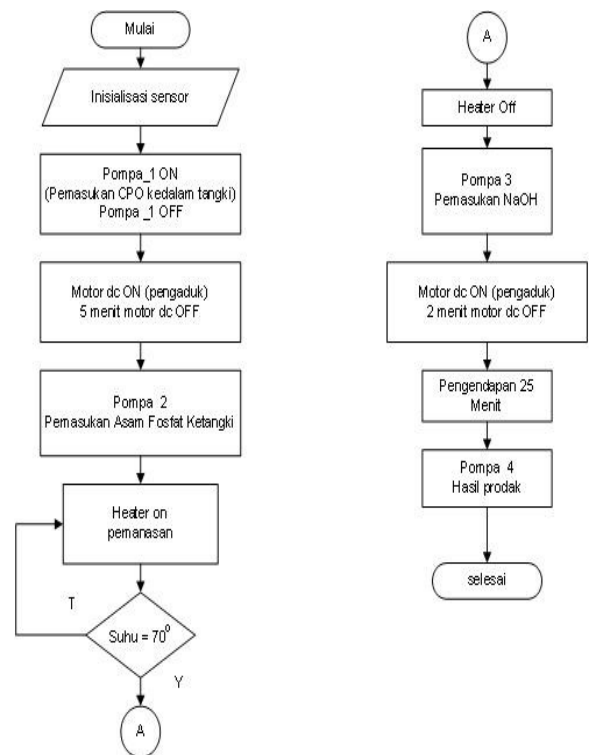 Mulai
Inisialisasi sensor
Pompa_1 ON
(Pemasukan CPO kedalam tangki)
Pompa _1 OFF
Motor dc ON (pengaduk)
5 menit motor dc OFF
Pompa 2
Pemasukan Asam Fosfat Ketangki
Heater on
pemanasan
T
Suhu = 70°
Y
A
A
Heater Off
Pompa 3
Pemasukan NaOH
Motor dc ON (pengaduk)
2 menit motor dc OFF
Pengendapan 25
Menit
Pompa 4
Hasil prodak
selesai